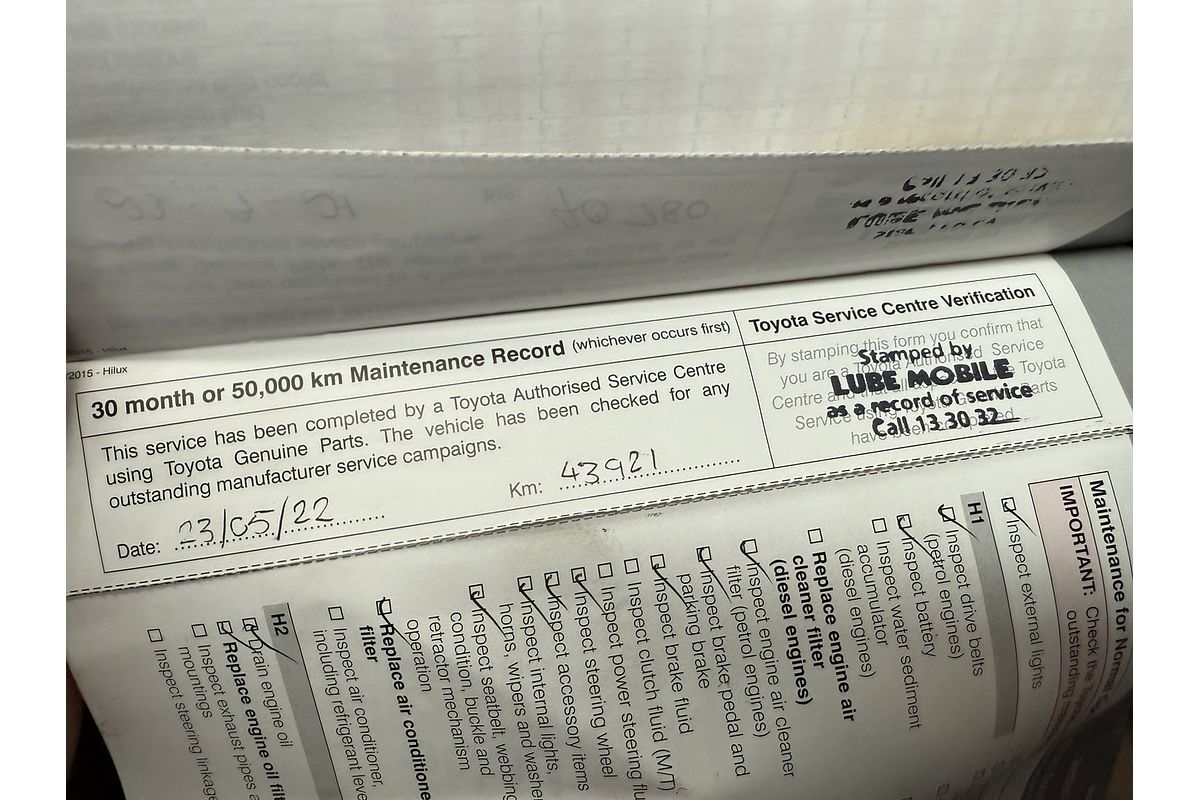 2015 - Hilux
30 month or 50,000 km Maintenance Record (whichever occurs first)
This service has been completed by a Toyota Authorised Service Centre
using Toyota Genuine Parts. The vehicle has been checked for any
outstanding manufacturer service campaigns.
Date: 23/05/22
Km: 43921
Toyota Service Centre Verification
By stamping this form you confirm that
you are a Toyota Authorised Service
Centre and Toyota
Service Parts
have been
Stamped by
LUBE MOBILE
as a record of service
Call 13 30 32
Maintenance for Normal
IMPORTANT: Check the
outstanding
Inspect external lights
H1
Inspect drive belts
(petrol engines)
Inspect battery
Inspect water sediment
accumulator
(diesel engines)
Replace engine air
cleaner filter
(diesel engines)
Inspect engine air cleaner
filter (petrol engines)
Inspect brake pedal and
parking brake
Inspect brake fluid
Inspect clutch fluid (M/T)
Inspect power steering
Inspect steering wheel
Inspect accessory items
Inspect internal lights,
horns, wipers and
Inspect seatbelt webbing
condition, buckle and
retractor mechanism
operation
Replace air
filter
Inspect air conditioner,
including refrigerant
H2
Drain engine oil
Replace engine oil
Inspect exhaust pipes
mountings
Inspect steering